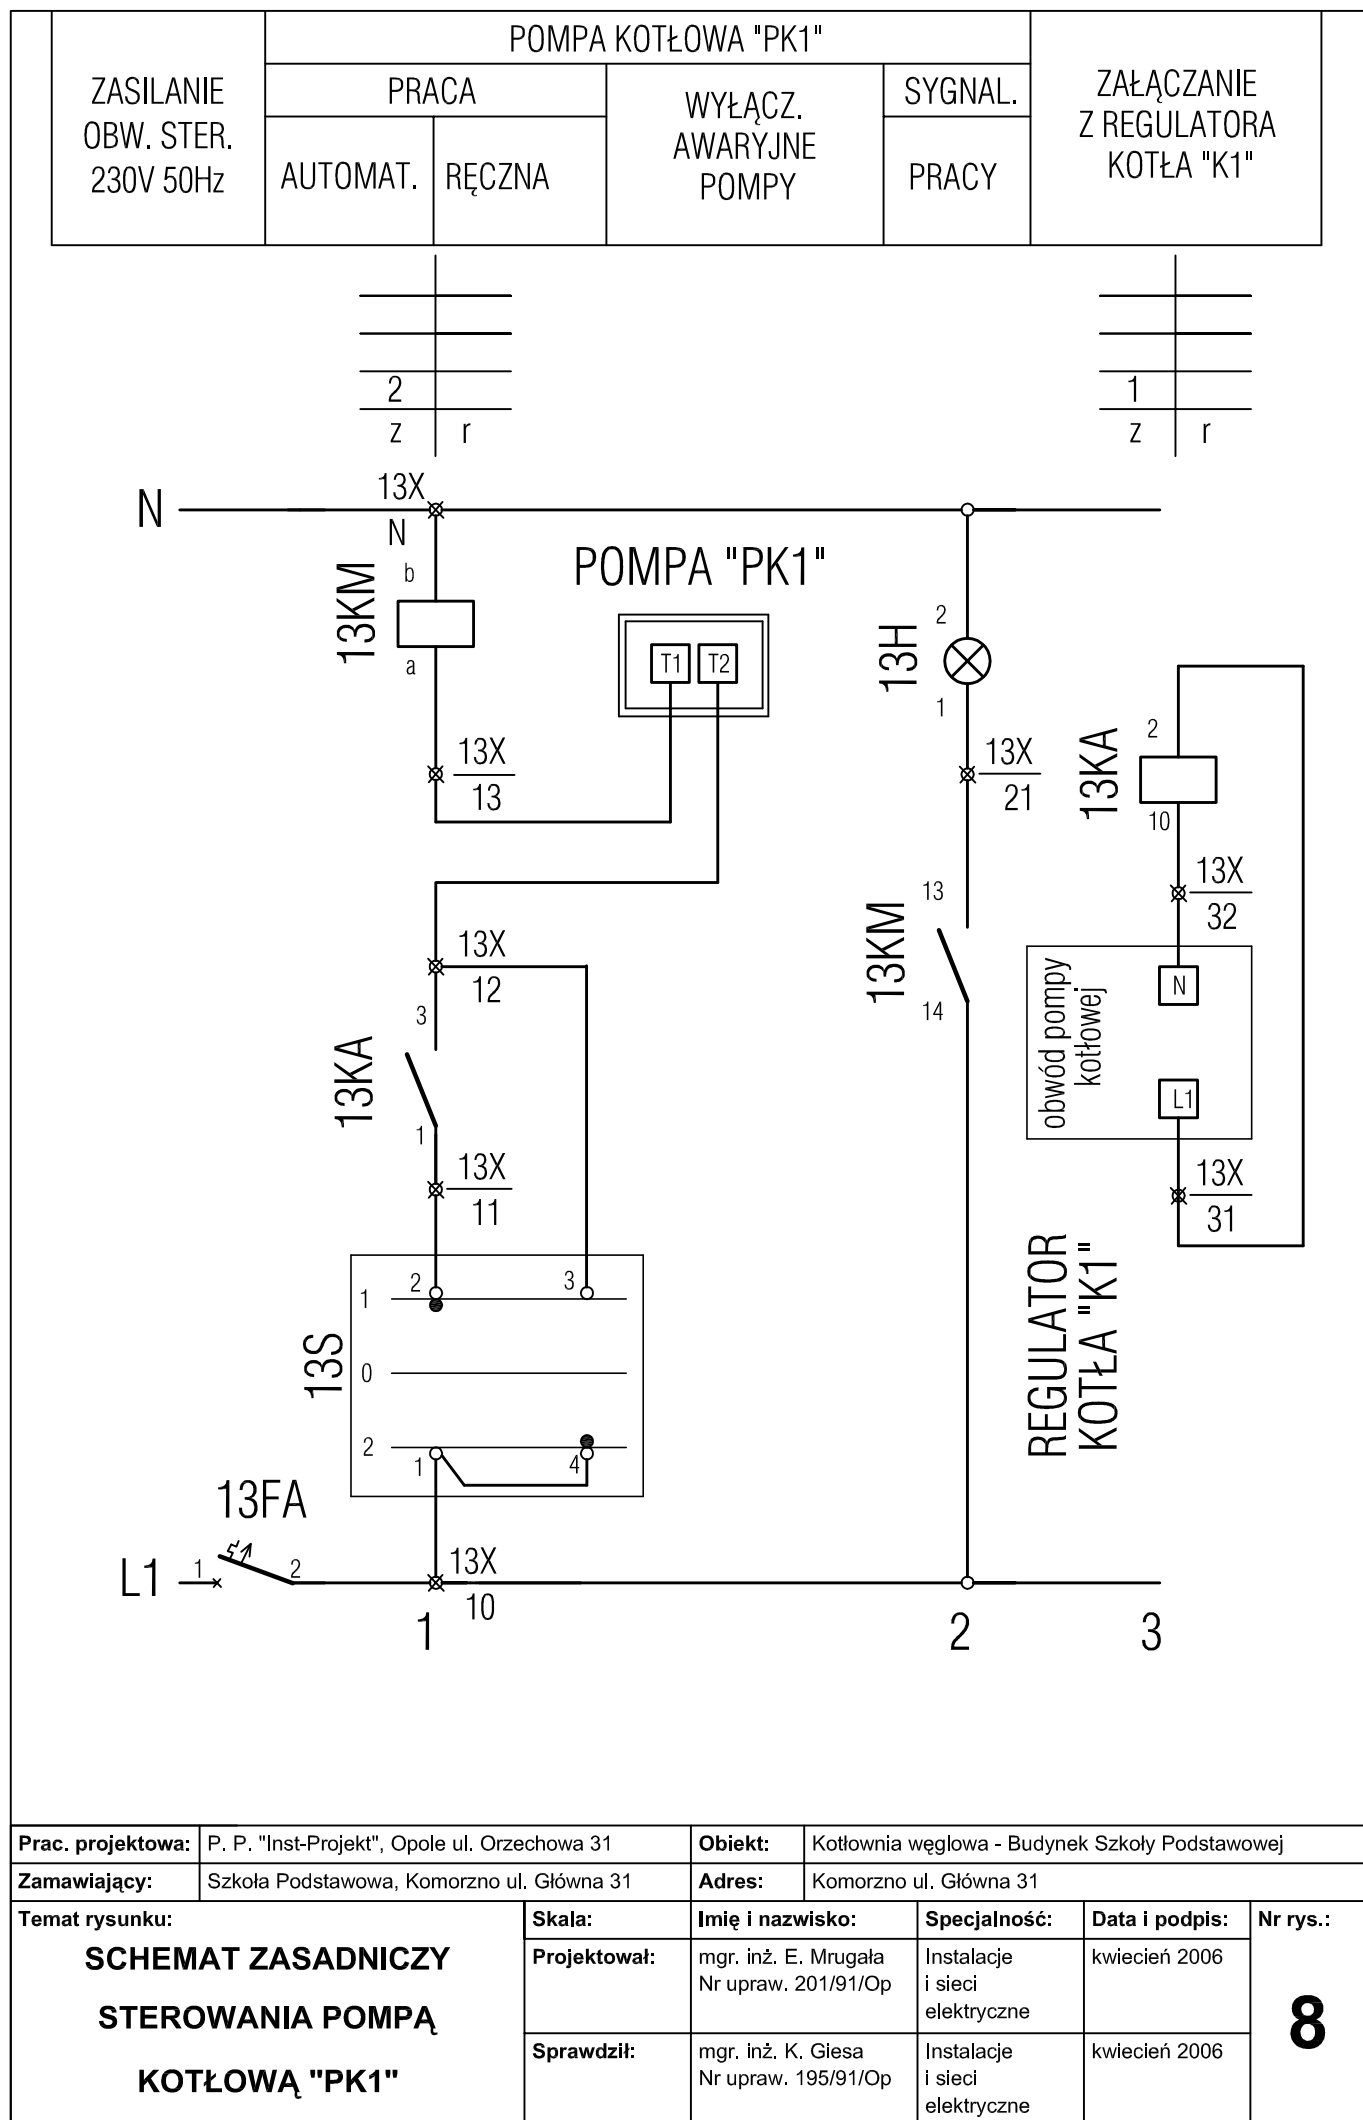 POMPA KOTŁOWA "PK1"
ZASILANIE
OBW. STER.
230V 50Hz
PRACA
AUTOMAT.
RĘCZNA
WYŁĄCZ.
AWARYJNE
POMPY
SYGNAL.
PRACY
ZAŁĄCZANIE
Z REGULATORA
KOTŁA "K1"
2
z r
1
z r
N
13X
N
13KM
b
a
POMPA "PK1"
T1 T2
13X
13
13H
2
1
13X
21
13KA
2
10
13X
32
13X
12
3
13KA
1
13X
11
13KM
13
14
obwód pompy
kotłowej
N
L1
13X
31
REGULATOR
KOTŁA "K1"
13S
1
0
2
2
3
1
4
13FA
L1
1
2
13X
10
1
2
3
Prac. projektowa: P. P. "Inst-Projekt", Opole ul. Orzechowa 31
Obiekt: Kotłownia węglowa - Budynek Szkoły Podstawowej
Zamawiający: Szkoła Podstawowa, Komorzno ul. Główna 31
Adres: Komorzno ul. Główna 31
Temat rysunku:
SCHEMAT ZASADNICZY
STEROWANIA POMPĄ
KOTŁOWĄ "PK1"
Skala:
Imię i nazwisko:
Specjalność:
Data i podpis:
Nr rys.:
Projektował:
mgr. inż. E. Mrugała
Nr upraw. 201/91/Op
Instalacje
i sieci
elektryczne
kwiecień 2006
8
Sprawdził:
mgr. inż. K. Giesa
Nr upraw. 195/91/Op
Instalacje
i sieci
elektryczne
kwiecień 2006